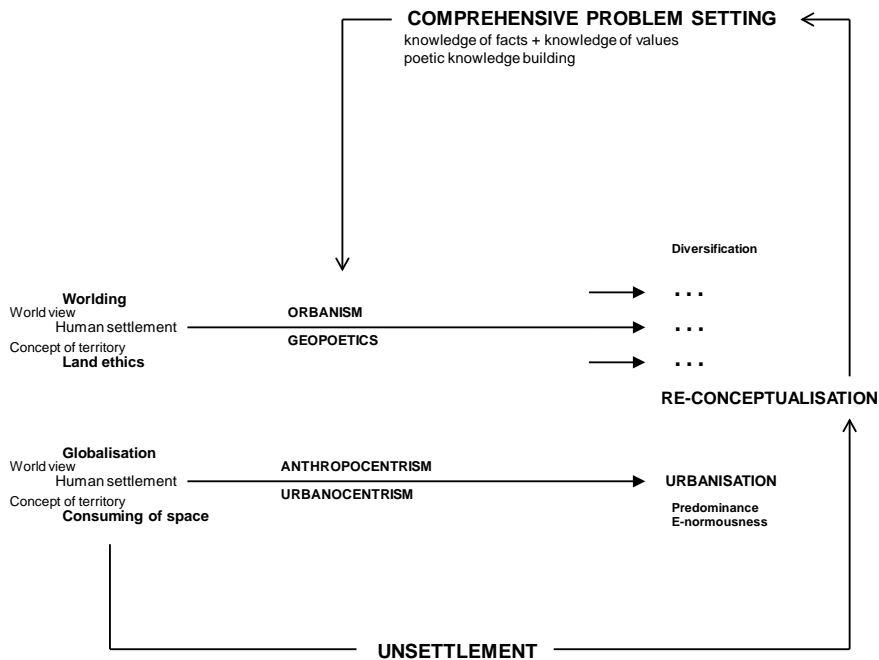 COMPREHENSIVE PROBLEM SETTING
knowledge of facts + knowledge of values
poetic knowledge building
Diversification
Worlding
World view
Human settlement
Concept of territory
Land ethics
ORBANISM
GEOPOETICS
...
...
...
RE-CONCEPTUALISATION
Globalisation
World view
Human settlement
Concept of territory
Consuming of space
ANTHROPOCENTRISM
URBANOCENTRISM
URBANISATION
Predominance
E-normousness
UNSETTLEMENT